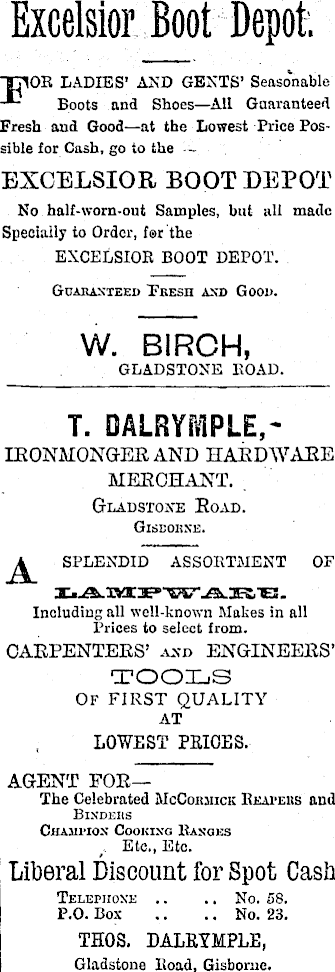 Excelsior Boot Depot.
FOR LADIES' AND GENTS' Seasonable
Boots and Shoes—All Guaranteed
Fresh and Good—at the Lowest Price Pos-
sible for Cash, go to the —
EXCELSIOR BOOT DEPOT
No half-worn-out Samples, but all made
Specially to Order, for the
EXCELSIOR BOOT DEPOT.
GUARANTEED FRESH AND GOOD.
W. BIRCH,
GLADSTONE ROAD.
T. DALRYMPLE,-
IRONMONGER AND HARDWARE
MERCHANT.
GLADSTONE ROAD.
GISBORNE.
A SPLENDID ASSORTMENT OF
LAMPWARE.
Including all well-known Makes in all
Prices to select from.
CARPENTERS' AND ENGINEERS'
TOOLS
OF FIRST QUALITY
AT
LOWEST PRICES.
AGENT FOR—
The Celebrated MCCORMICK REAPERS and
BINDERS
CHAMPION COOKING RANGES
Etc., Etc.
Liberal Discount for Spot Cash
TELEPHONE .. .. No. 58.
P.O. BOX .. .. No. 23.
THOS. DALRYMPLE,
Gladstone Road, Gisborne.